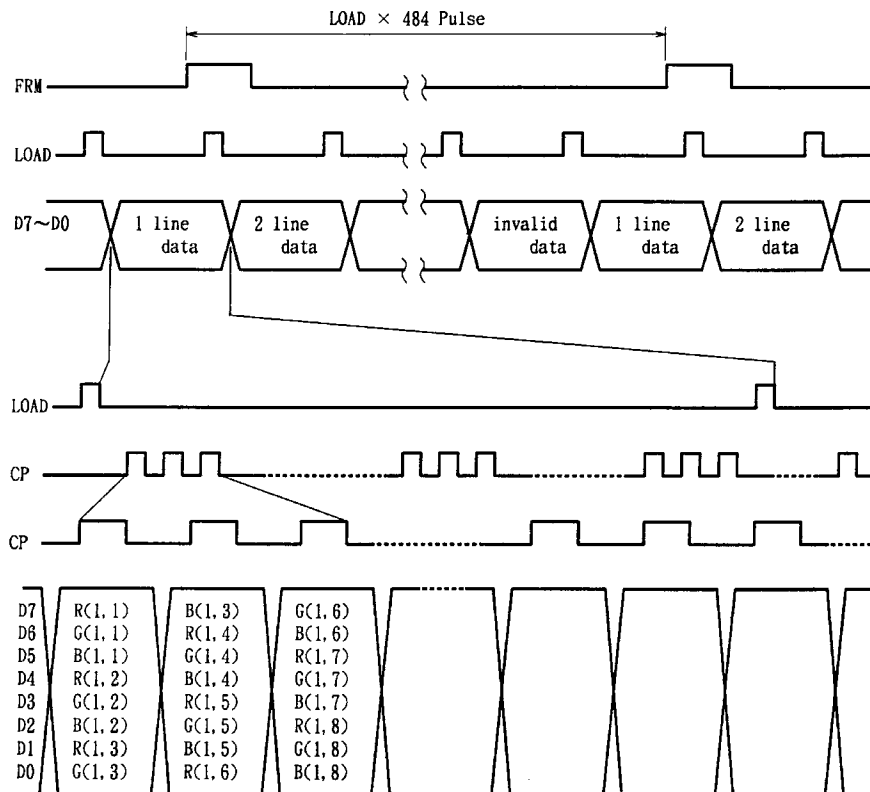 LOAD × 484 Pulse
FRM
LOAD
D7~D0 1 line data 2 line data invalid data 1 line data 2 line data
LOAD
CP
CP
D7 R(1,1) B(1,3) G(1,6)
D6 G(1,1) R(1,4) B(1,6)
D5 B(1,1) G(1,4) R(1,7)
D4 R(1,2) B(1,4) G(1,7)
D3 G(1,2) R(1,5) B(1,7)
D2 B(1,2) G(1,5) R(1,8)
D1 R(1,3) B(1,5) G(1,8)
D0 G(1,3) R(1,6) B(1,8)